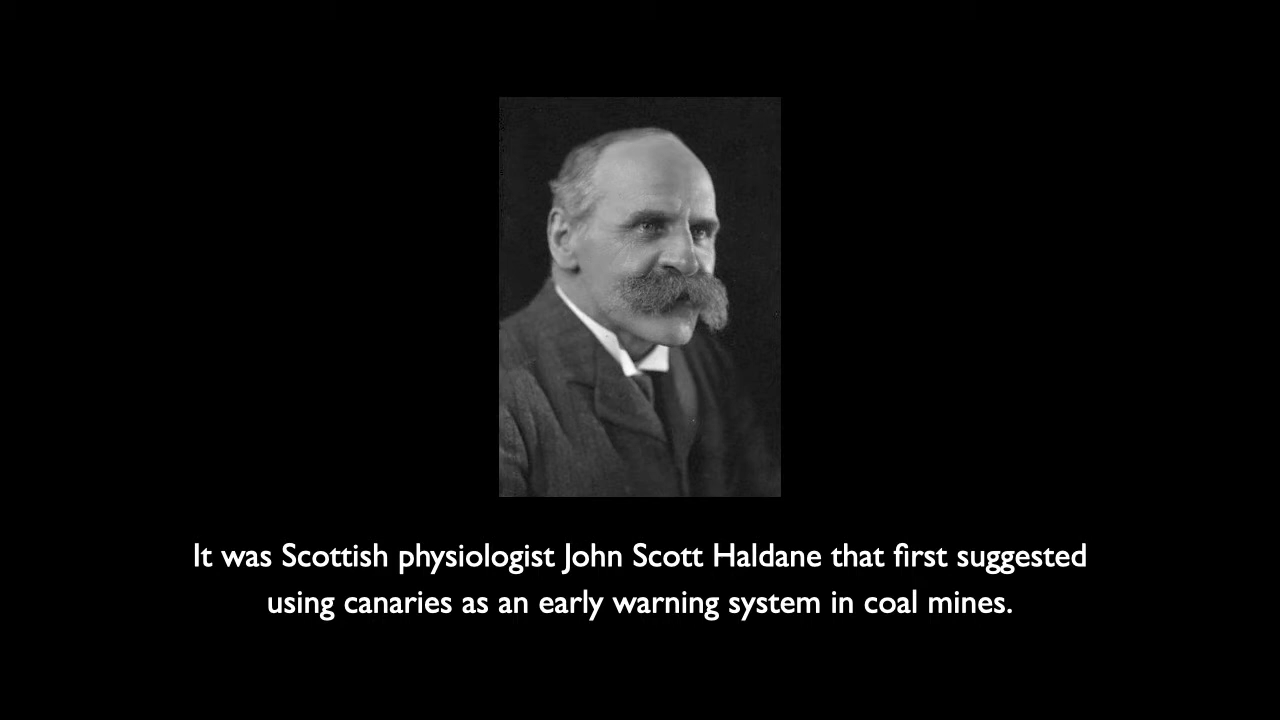 It was Scottish physiologist John Scott Haldane that first suggested
using canaries as an early warning system in coal mines.